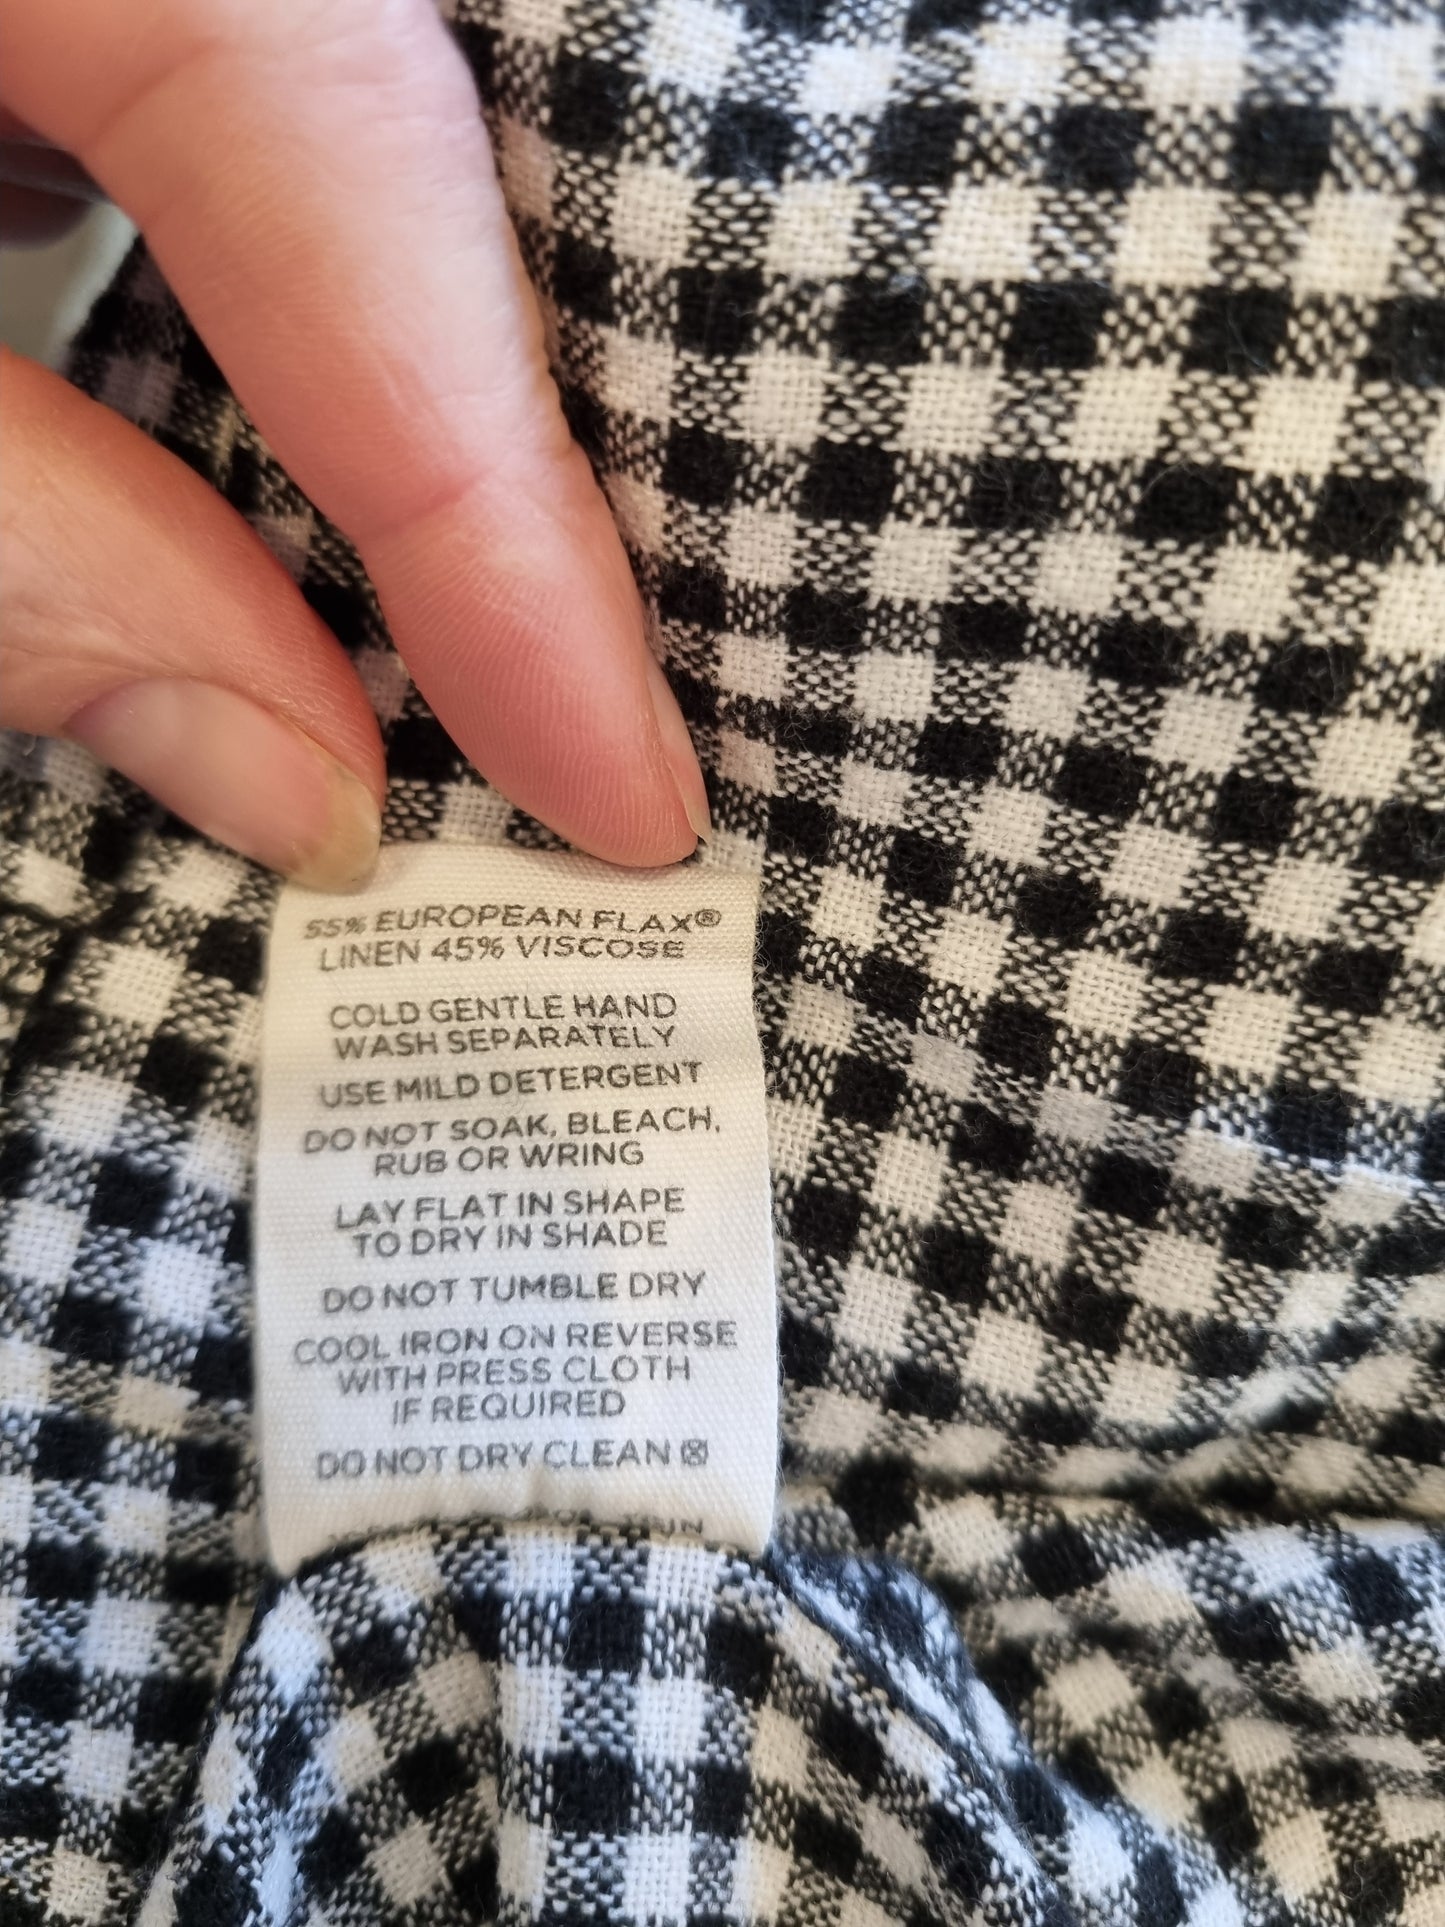 55% EUROPEAN FLAX®
LINEN 45% VISCOSE
COLD GENTLE HAND
WASH SEPARATELY
USE MILD DETERGENT
DO NOT SOAK, BLEACH,
RUB OR WRING
LAY FLAT IN SHAPE
TO DRY IN SHADE
DO NOT TUMBLE DRY
COOL IRON ON REVERSE
WITH PRESS CLOTH
IF REQUIRED
DO NOT DRY CLEAN